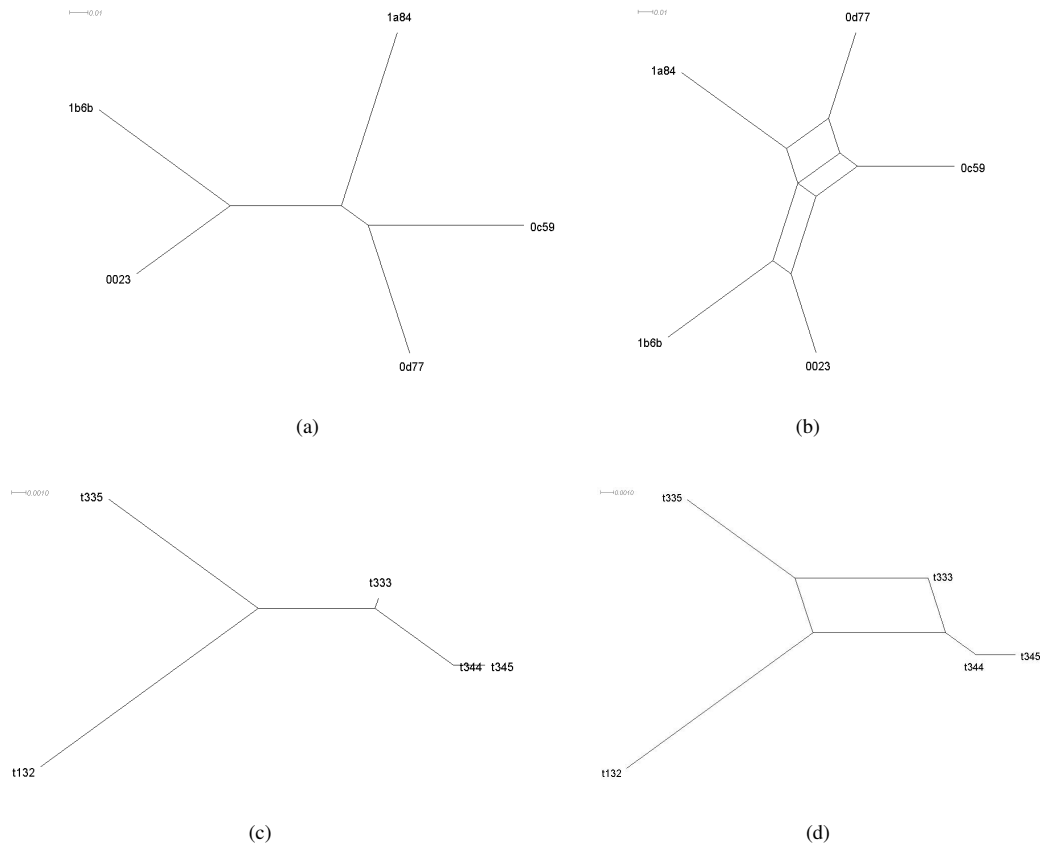 0.01
1a84
1b6b
0023
0c59
0d77
(a)
0.01
0d77
1a84
0c59
1b6b
0023
(b)
0.0010
t335
t333
t344 t345
t132
(c)
0.0010
t335
t333
t344
t345
t132
(d)